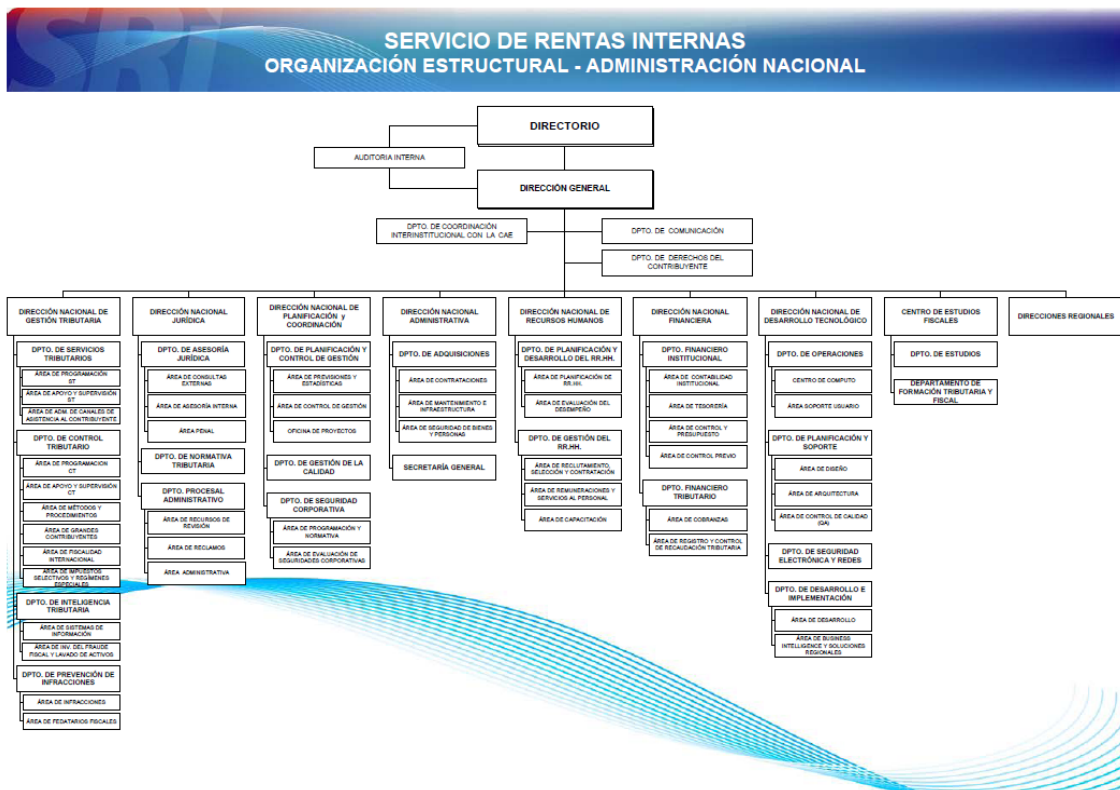 SRI
SERVICIO DE RENTAS INTERNAS
ORGANIZACIÓN ESTRUCTURAL - ADMINISTRACIÓN NACIONAL
DIRECTORIO
AUDITORIA INTERNA
DIRECCIÓN GENERAL
DPTO. DE COORDINACIÓN
INTERINSTITUCIONAL CON LA CAE
DPTO. DE COMUNICACIÓN
DPTO. DE DERECHOS DEL
CONTRIBUYENTE
DIRECCIÓN NACIONAL DE
GESTIÓN TRIBUTARIA
DPTO. DE SERVICIOS
TRIBUTARIOS
ÁREA DE PROGRAMACIÓN
ST
ÁREA DE APOYO Y SUPERVISIÓN
ST
ÁREA DE ADM. DE CANALES DE
ASISTENCIA AL CONTRIBUYENTE
DPTO. DE CONTROL
TRIBUTARIO
ÁREA DE PROGRAMACION
CT
ÁREA DE APOYO Y SUPERVISIÓN
CT
ÁREA DE MÉTODOS Y
PROCEDIMIENTOS
ÁREA DE GRANDES
CONTRIBUYENTES
ÁREA DE FISCALIDAD
INTERNACIONAL
ÁREA DE IMPUESTOS
SELECTIVOS Y REGÍMENES
ESPECIALES
DPTO. DE INTELIGENCIA
TRIBUTARIA
ÁREA DE SISTEMAS DE
INFORMACIÓN
ÁREA DE INV. DEL FRAUDE
FISCAL Y LAVADO DE ACTIVOS
DPTO. DE PREVENCIÓN DE
INFRACCIONES
ÁREA DE INFRACCIONES
ÁREA DE FEDATARIOS FISCALES
DIRECCIÓN NACIONAL
JURÍDICA
DPTO. DE ASESORÍA
JURÍDICA
ÁREA DE CONSULTAS
EXTERNAS
ÁREA DE ASESORÍA INTERNA
ÁREA PENAL
DPTO. DE NORMATIVA
TRIBUTARIA
DPTO. PROCESAL
ADMINISTRATIVO
ÁREA DE RECURSOS DE
REVISIÓN
ÁREA DE RECLAMOS
ÁREA ADMINISTRATIVA
DIRECCIÓN NACIONAL DE
PLANIFICACIÓN y
COORDINACIÓN
DPTO. DE PLANIFICACIÓN Y
CONTROL DE GESTIÓN
ÁREA DE PREVISIONES Y
ESTADÍSTICAS
ÁREA DE CONTROL DE GESTIÓN
OFICINA DE PROYECTOS
DPTO. DE GESTIÓN DE LA
CALIDAD
DPTO. DE SEGURIDAD
CORPORATIVA
ÁREA DE PROGRAMACIÓN Y
NORMATIVA
ÁREA DE EVALUACIÓN DE
SEGURIDADES CORPORATIVAS
DIRECCIÓN NACIONAL
ADMINISTRATIVA
DPTO. DE ADQUISICIONES
ÁREA DE CONTRATACIONES
ÁREA DE MANTENIMIENTO E
INFRAESTRUCTURA
ÁREA DE SEGURIDAD DE BIENES
Y PERSONAS
SECRETARÍA GENERAL
DIRECCIÓN NACIONAL DE
RECURSOS HUMANOS
DPTO. DE PLANIFICACIÓN Y
DESARROLLO DEL RR.HH.
ÁREA DE PLANIFICACIÓN DE
RR.HH.
ÁREA DE EVALUACIÓN DEL
DESEMPEÑO
DPTO. DE GESTIÓN DEL
RR.HH.
ÁREA DE RECLUTAMIENTO,
SELECCIÓN Y CONTRATACIÓN
ÁREA DE REMUNERACIONES Y
SERVICIOS AL PERSONAL
ÁREA DE CAPACITACIÓN
DIRECCIÓN NACIONAL
FINANCIERA
DPTO. FINANCIERO
INSTITUCIONAL
ÁREA DE CONTABILIDAD
INSTITUCIONAL
ÁREA DE TESORERÍA
ÁREA DE CONTROL Y
PRESUPUESTO
ÁREA DE CONTROL PREVIO
DPTO. FINANCIERO
TRIBUTARIO
ÁREA DE COBRANZAS
ÁREA DE REGISTRO Y CONTROL
DE RECAUDACIÓN TRIBUTARIA
DIRECCIÓN NACIONAL DE
DESARROLLO TECNOLÓGICO
DPTO. DE OPERACIONES
CENTRO DE COMPUTO
ÁREA SOPORTE USUARIO
DPTO. DE PLANIFICACIÓN Y
SOPORTE
ÁREA DE DISEÑO
ÁREA DE ARQUITECTURA
ÁREA DE CONTROL DE CALIDAD
(QA)
DPTO. DE SEGURIDAD
ELECTRÓNICA Y REDES
DPTO. DE DESARROLLO E
IMPLEMENTACIÓN
ÁREA DE DESARROLLO
ÁREA DE BUSINESS
INTELLIGENCE Y SOLUCIONES
REGIONALES
CENTRO DE ESTUDIOS
FISCALES
DPTO. DE ESTUDIOS
DEPARTAMENTO DE
FORMACIÓN TRIBUTARIA Y
FISCAL
DIRECCIONES REGIONALES